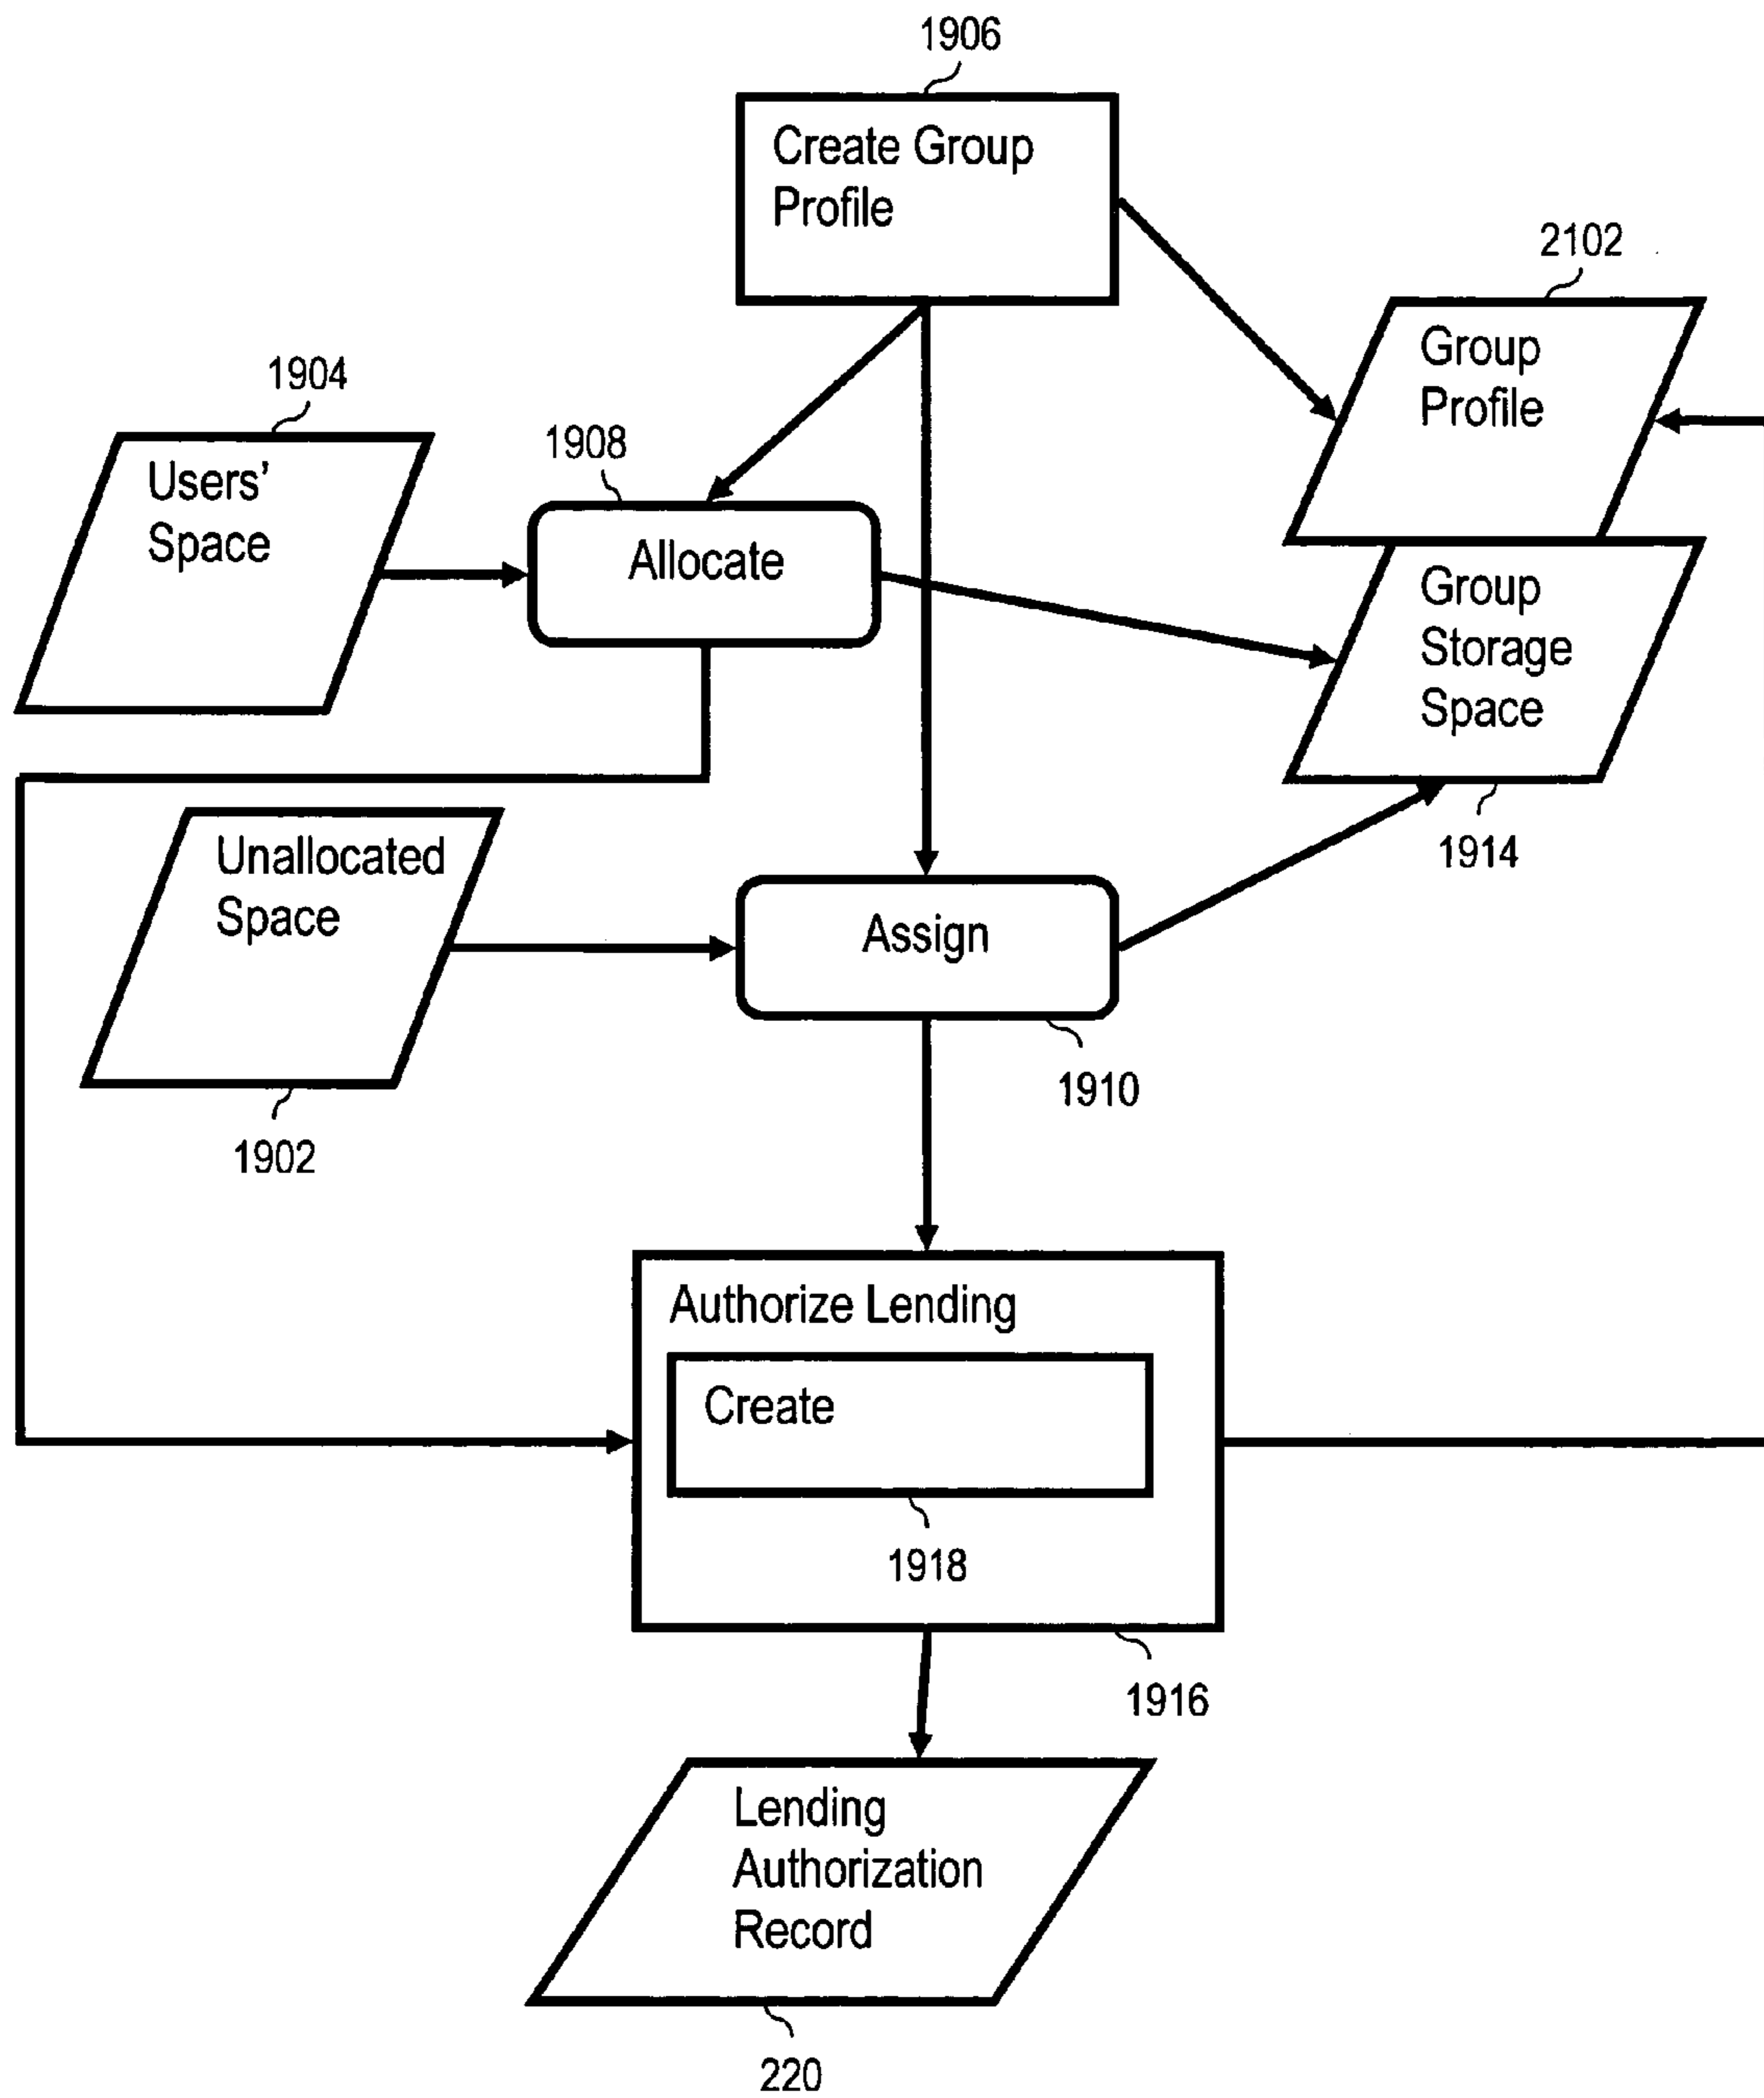 1906
Create Group
Profile
2102
Group
Profile
1904
Users'
Space
1908
Allocate
Group
Storage
Space
1914
Unallocated
Space
1902
Assign
1910
Authorize Lending
Create
1918
1916
Lending
Authorization
Record
220